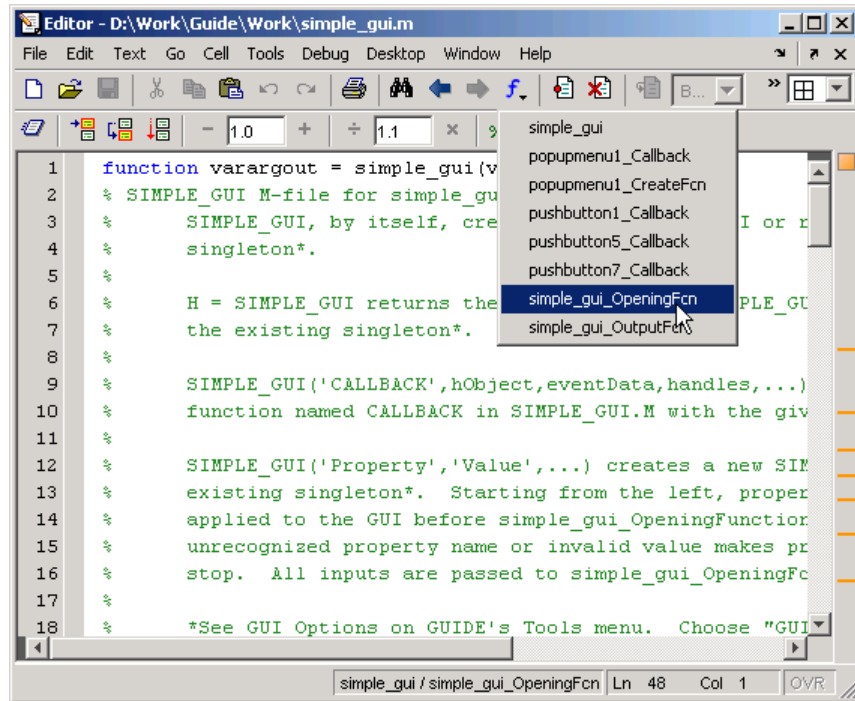 Editor - D:\Work\Guide\Work\simple_gui.m
File Edit Text Go Cell Tools Debug Desktop Window Help
B...
1.0 1.1
simple_gui
popupmenu1_Callback
popupmenu1_CreateFcn
pushbutton1_Callback
pushbutton5_Callback
pushbutton7_Callback
simple_gui_OpeningFcn
simple_gui_OutputFcn
1 function varargout = simple_gui(v
2 % SIMPLE_GUI M-file for simple_gu
3 % SIMPLE_GUI, by itself, cre I or r
4 % singleton*.
5 %
6 % H = SIMPLE_GUI returns the PLE_GU
7 % the existing singleton*.
8 %
9 % SIMPLE_GUI('CALLBACK',hObject,eventData,handles,...)
10 % function named CALLBACK in SIMPLE_GUI.M with the giv
11 %
12 % SIMPLE_GUI('Property','Value',...) creates a new SIM
13 % existing singleton*. Starting from the left, proper
14 % applied to the GUI before simple_gui_OpeningFunction
15 % unrecognized property name or invalid value makes pr
16 % stop. All inputs are passed to simple_gui_OpeningFc
17 %
18 % *See GUI Options on GUIDE's Tools menu. Choose "GUI
simple_gui / simple_gui_OpeningFcn Ln 48 Col 1 OVR